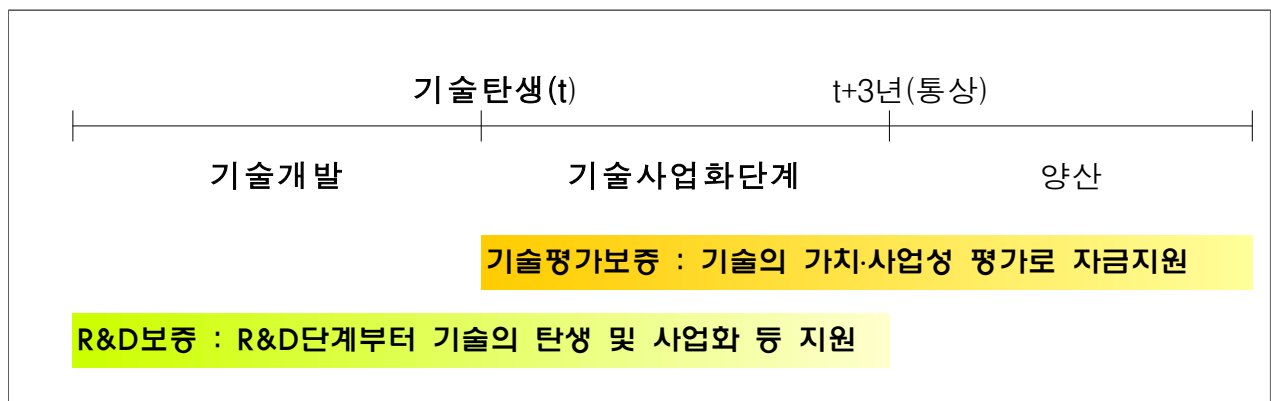 기술탄생(t) t+3년(통상)
기술개발 기술사업화단계 양산
기술평가보증 : 기술의 가치·사업성 평가로 자금지원
R&D보증 : R&D단계부터 기술의 탄생 및 사업화 등 지원